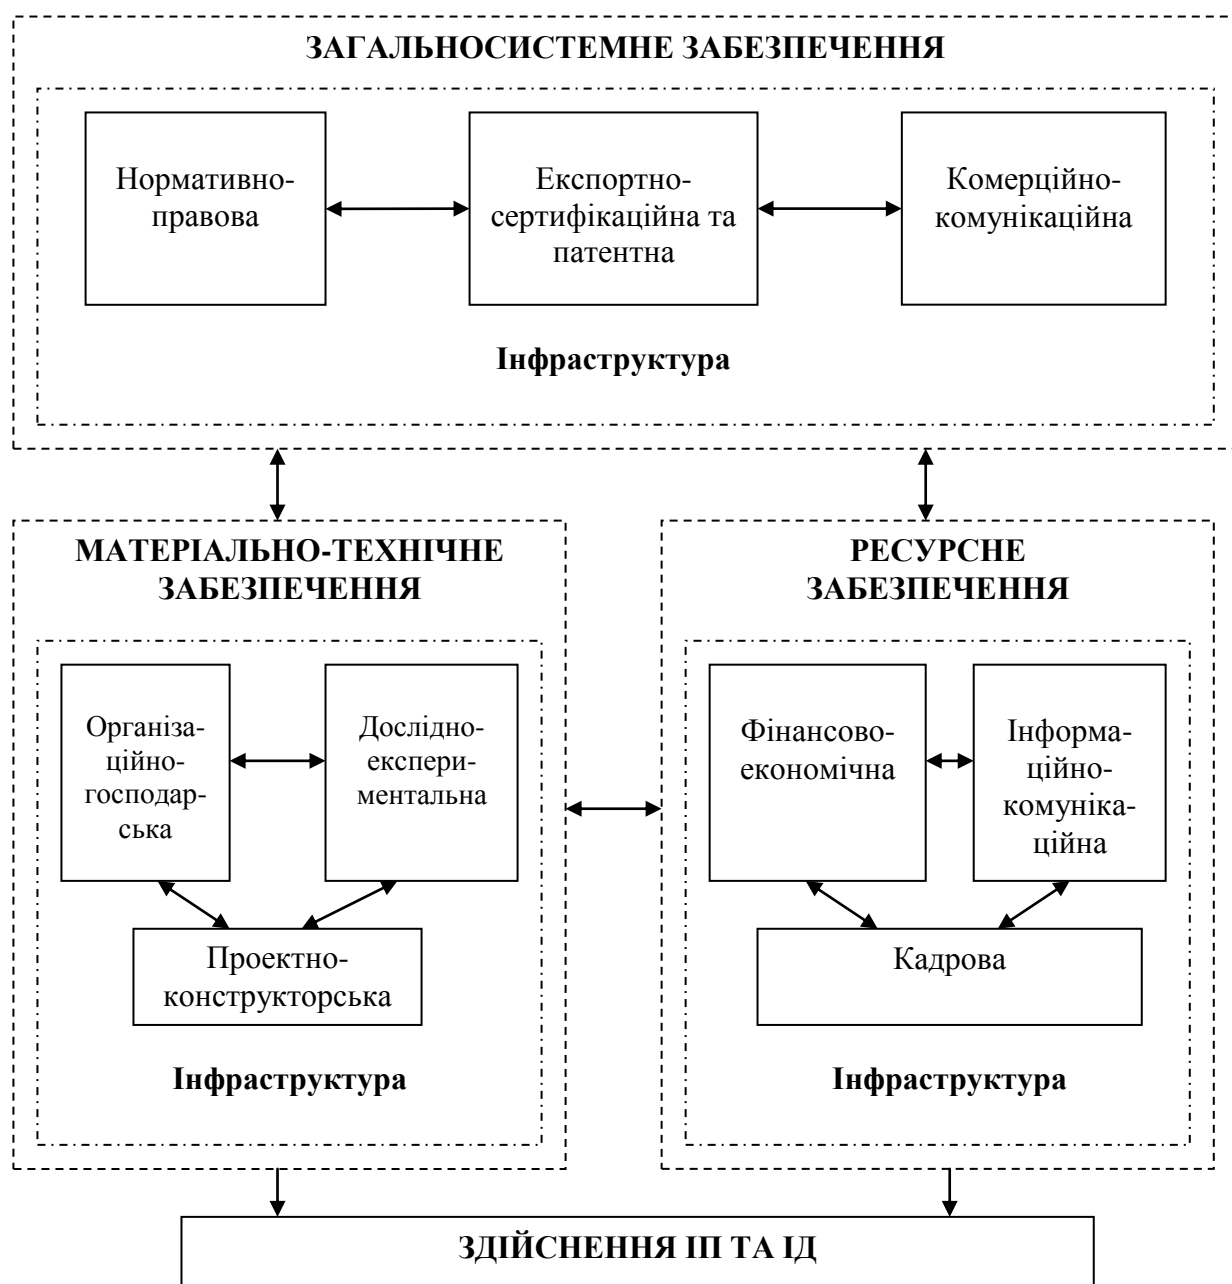 ЗАГАЛЬНОСИСТЕМНЕ ЗАБЕЗПЕЧЕННЯ
Нормативно-
правова
Експортно-
сертифікаційна та
патентна
Комерційно-
комунікаційна
Інфраструктура
МАТЕРІАЛЬНО-ТЕХНІЧНЕ
ЗАБЕЗПЕЧЕННЯ
Організа-
ційно-
господар-
ська
Дослідно-
експери-
ментальна
Проектно-
конструкторська
Інфраструктура
РЕСУРСНЕ
ЗАБЕЗПЕЧЕННЯ
Фінансово-
економічна
Інформа-
ційно-
комуніка-
ційна
Кадрова
Інфраструктура
ЗДІЙСНЕННЯ ІП ТА ІД